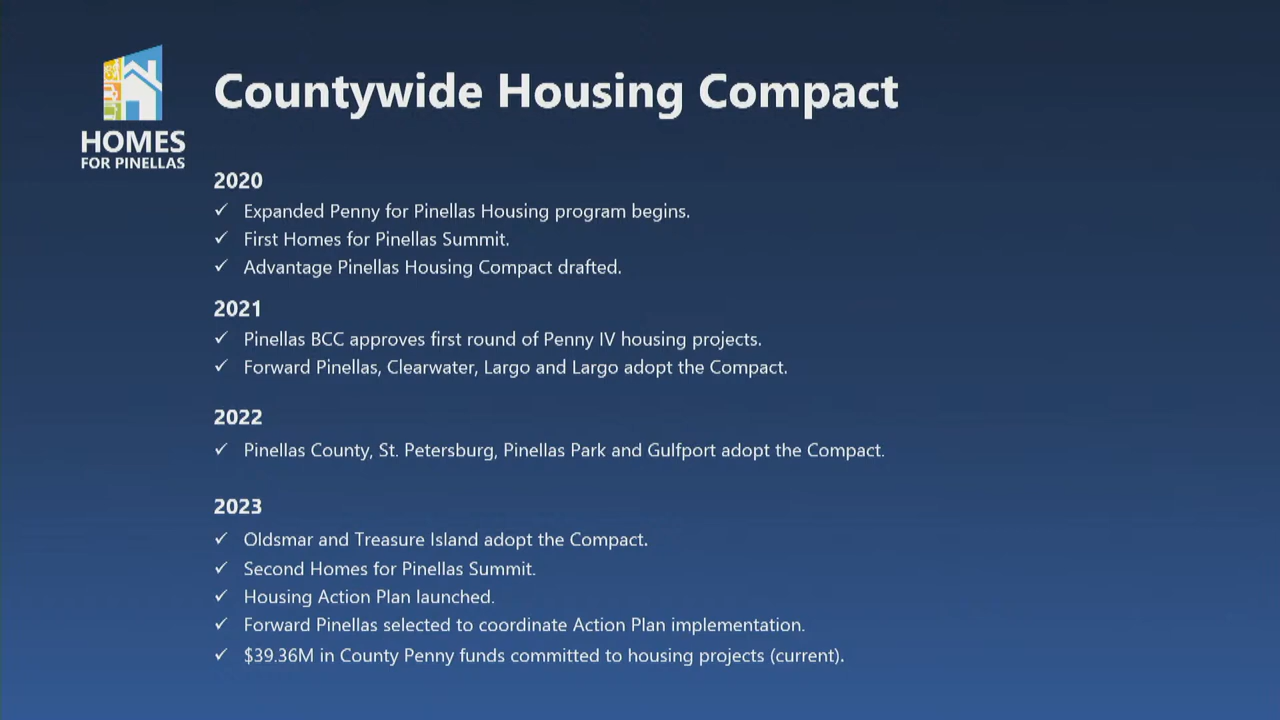 HOMES
FOR PINELLAS
Countywide Housing Compact
2020
✓ Expanded Penny for Pinellas Housing program begins.
✓ First Homes for Pinellas Summit.
✓ Advantage Pinellas Housing Compact drafted.
2021
✓ Pinellas BCC approves first round of Penny IV housing projects.
✓ Forward Pinellas, Clearwater, Largo and Largo adopt the Compact.
2022
✓ Pinellas County, St. Petersburg, Pinellas Park and Gulfport adopt the Compact.
2023
✓ Oldsmar and Treasure Island adopt the Compact.
✓ Second Homes for Pinellas Summit.
✓ Housing Action Plan launched.
✓ Forward Pinellas selected to coordinate Action Plan implementation.
✓ $39.36M in County Penny funds committed to housing projects (current).